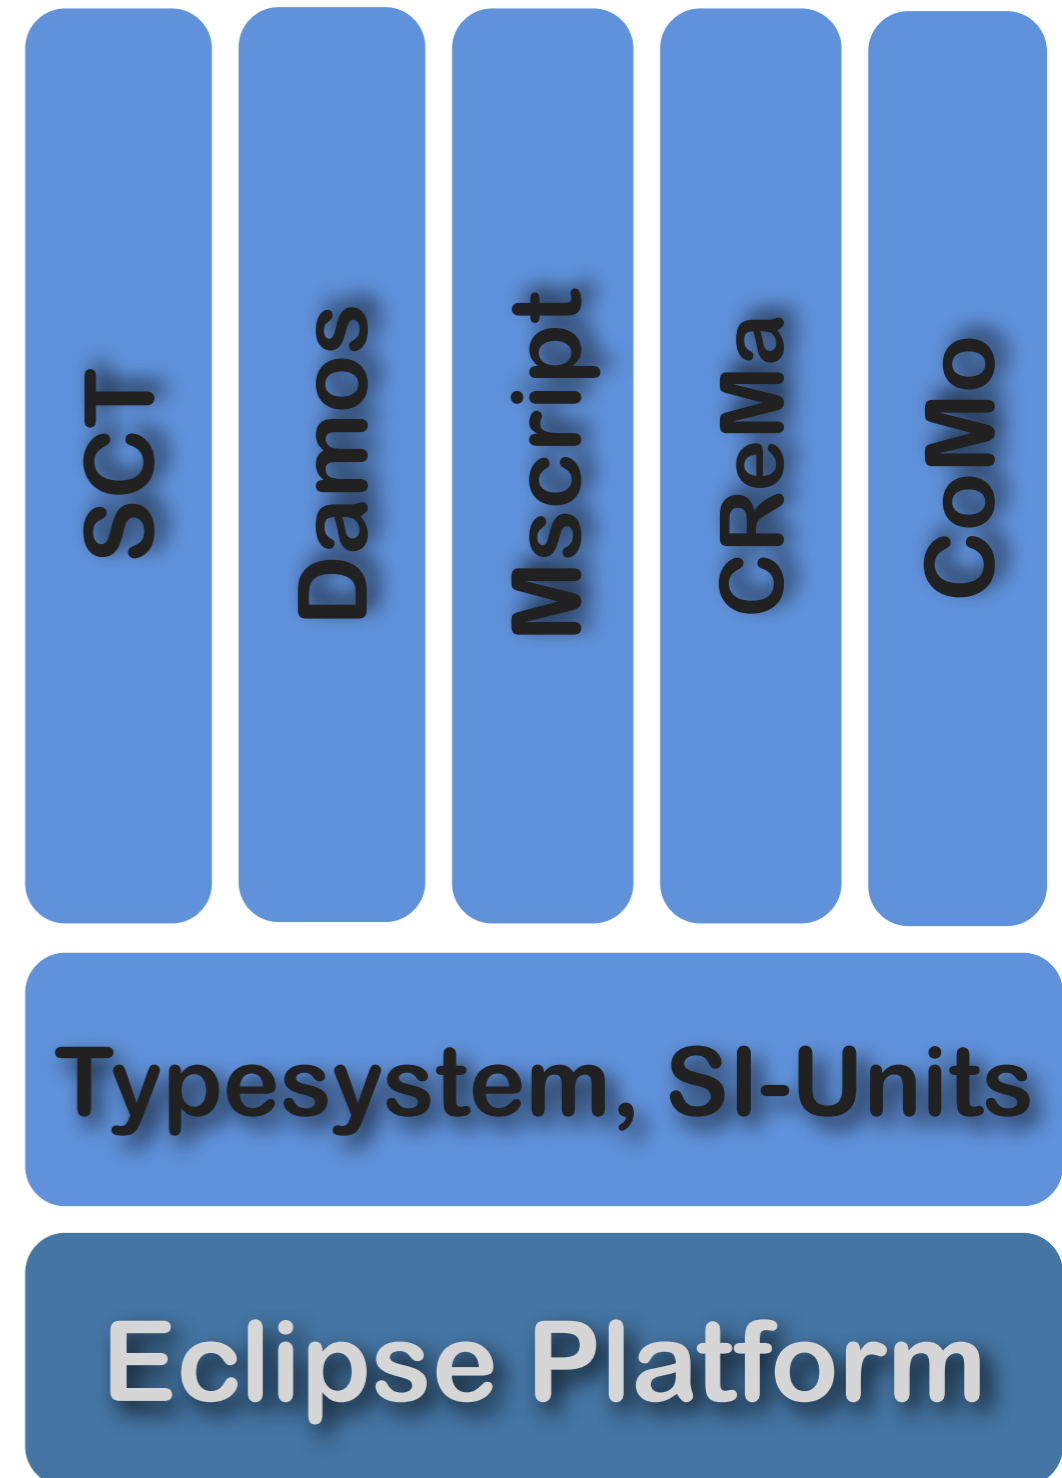 SCT
Damos
Mscript
CReMa
CoMo
Typesystem, SI-Units
Eclipse Platform